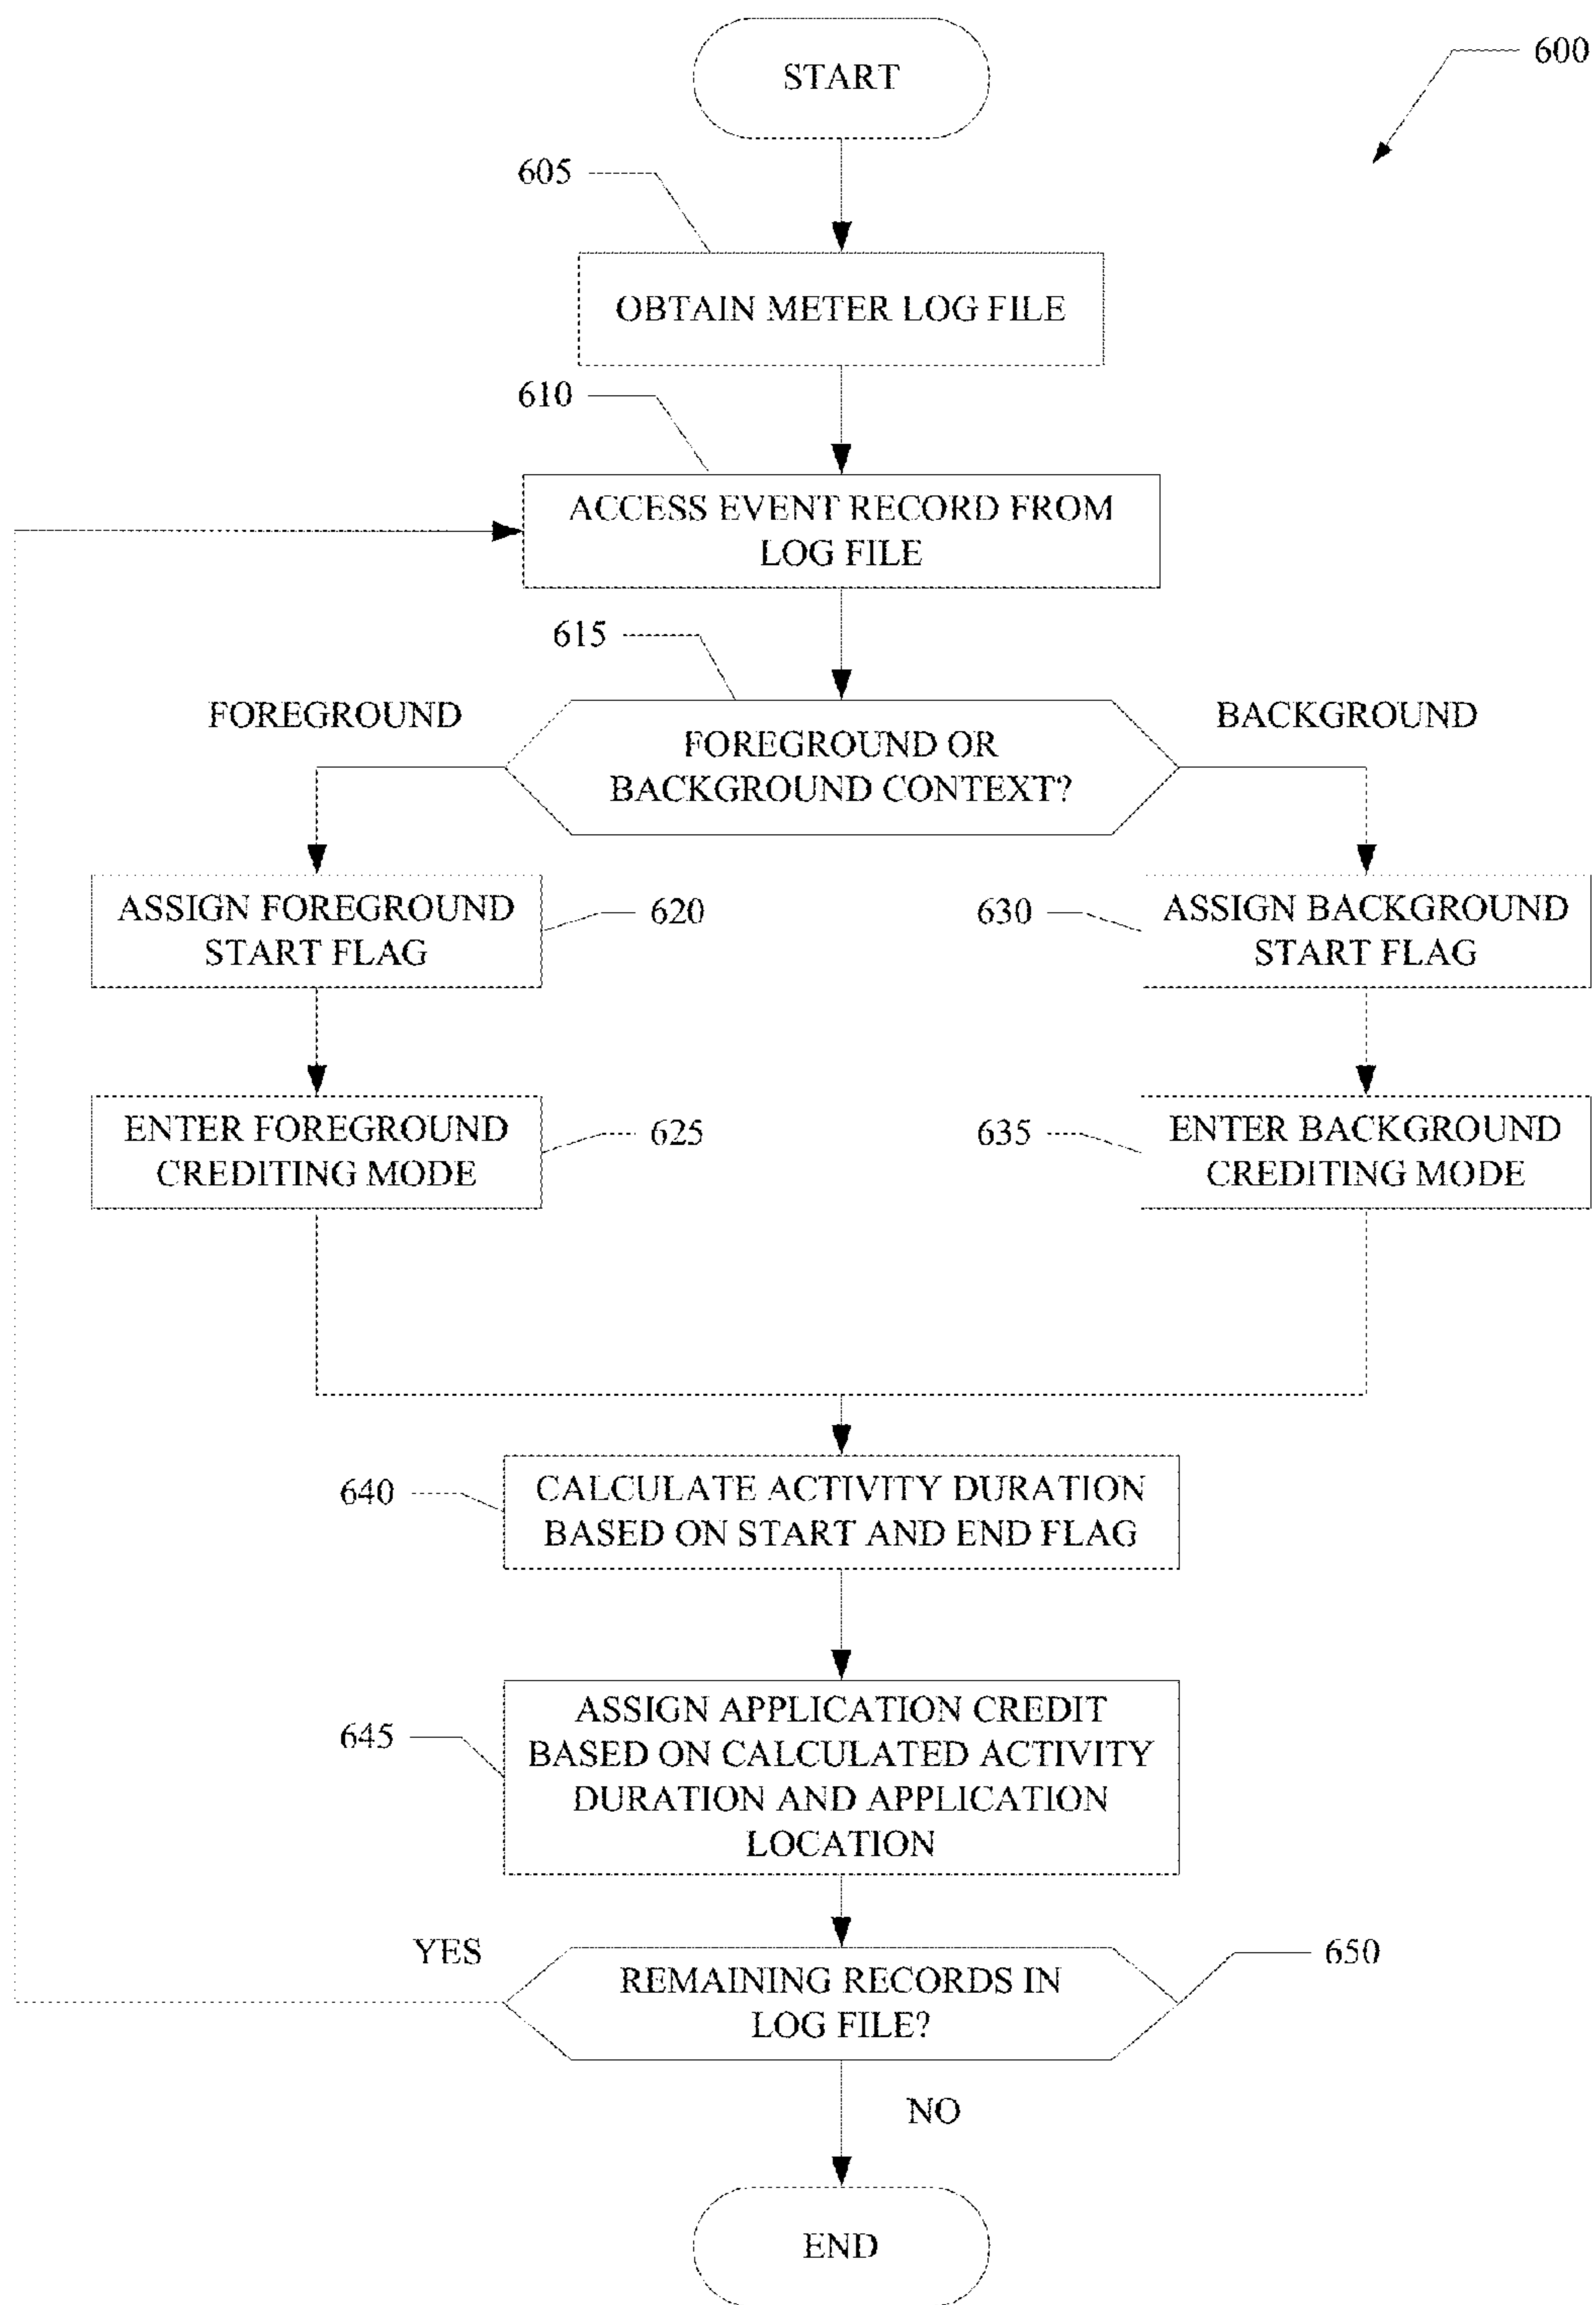 START
600
605
OBTAIN METER LOG FILE
610
ACCESS EVENT RECORD FROM
LOG FILE
615
FOREGROUND
BACKGROUND
FOREGROUND OR
BACKGROUND CONTEXT?
ASSIGN FOREGROUND
START FLAG
620
630
ASSIGN BACKGROUND
START FLAG
ENTER FOREGROUND
CREDITING MODE
625
635
ENTER BACKGROUND
CREDITING MODE
640
CALCULATE ACTIVITY DURATION
BASED ON START AND END FLAG
645
ASSIGN APPLICATION CREDIT
BASED ON CALCULATED ACTIVITY
DURATION AND APPLICATION
LOCATION
YES
REMAINING RECORDS IN
LOG FILE?
650
NO
END